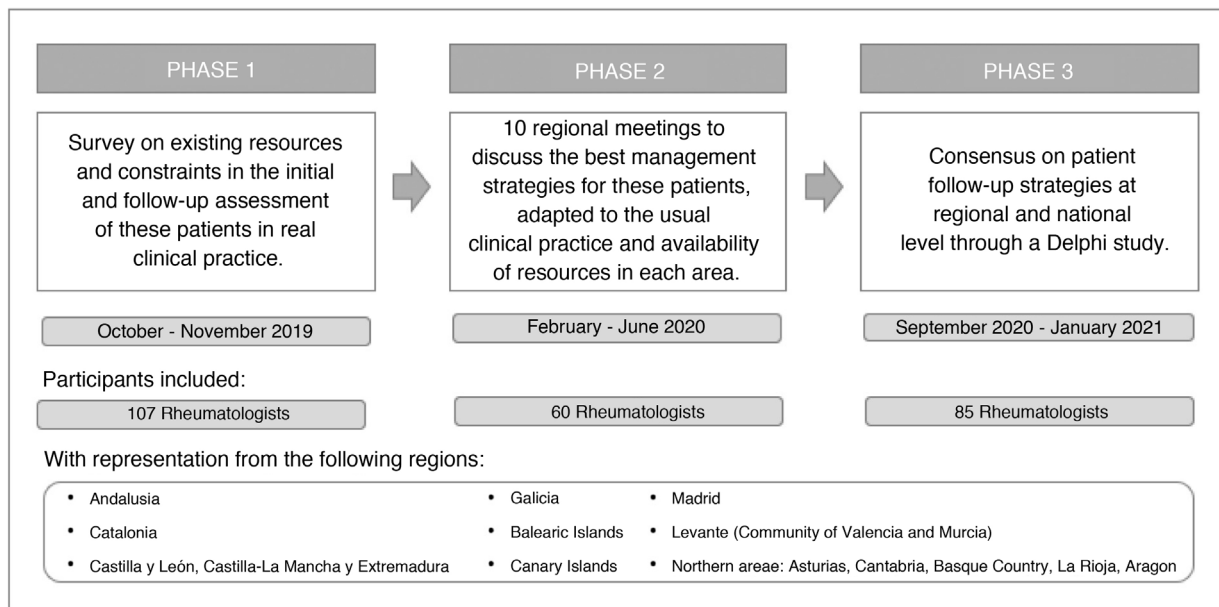 PHASE 1
Survey on existing resources
and constraints in the initial
and follow-up assessment
of these patients in real
clinical practice.
October - November 2019
PHASE 2
10 regional meetings to
discuss the best management
strategies for these patients,
adapted to the usual
clinical practice and availability
of resources in each area.
February - June 2020
PHASE 3
Consensus on patient
follow-up strategies at
regional and national
level through a Delphi study.
September 2020 - January 2021
Participants included:
107 Rheumatologists
60 Rheumatologists
85 Rheumatologists
With representation from the following regions:
• Andalusia
• Catalonia
• Castilla y León, Castilla-La Mancha y Extremadura
• Galicia
• Balearic Islands
• Canary Islands
• Madrid
• Levante (Community of Valencia and Murcia)
• Northern areae: Asturias, Cantabria, Basque Country, La Rioja, Aragon